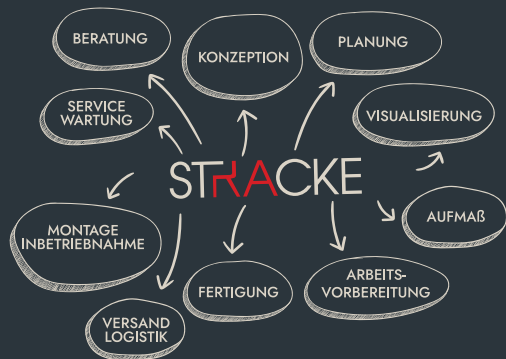 BERATUNG
KONZEPTION
PLANUNG
SERVICE
WARTUNG
VISUALISIERUNG
STRACKE
AUFMAß
MONTAGE
INBETRIEBNAHME
FERTIGUNG
ARBEITS-
VORBEREITUNG
VERSAND
LOGISTIK